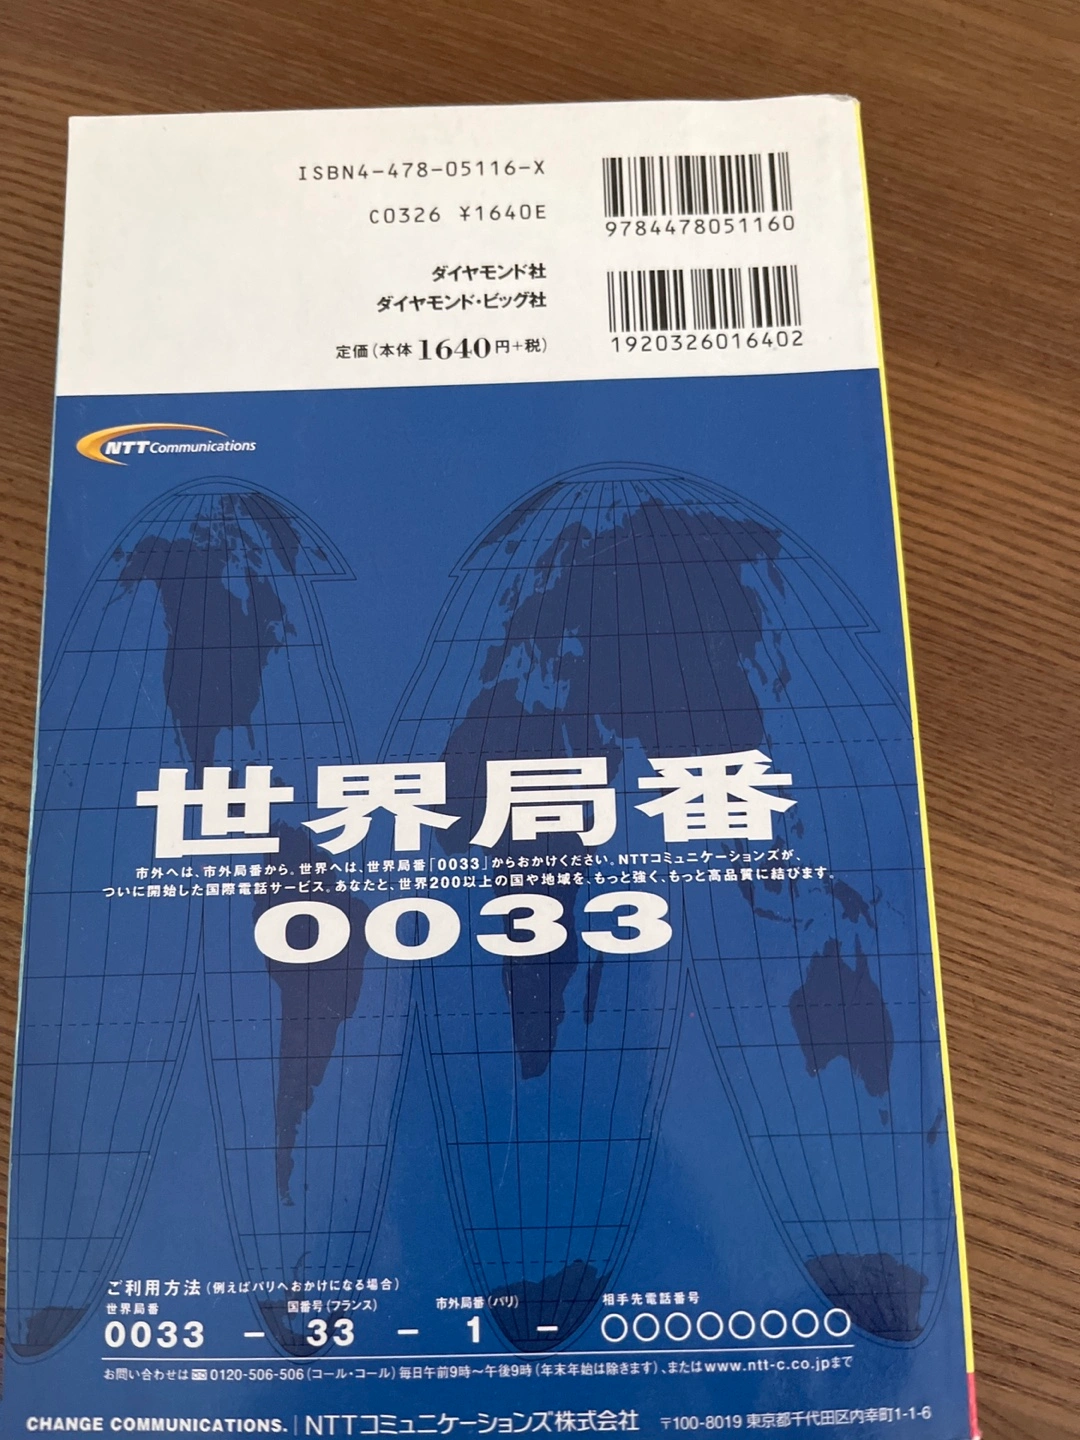 ISBN4-478-05116-X
C0326 ¥1640E
9784478051160
ダイヤモンド社
ダイヤモンド・ビッグ社
定価(本体1640円+税)
1920326016402
NTT Communications
世界局番
市外へは、市外局番から。世界へは、世界局番「0033」からおかけください。NTTコミュニケーションズが、
ついに開始した国際電話サービス。あなたと、世界200以上の国や地域を、もっと強く、もっと高品質に結びます。
0033
ご利用方法(例えばパリへおかけになる場合)
世界局番 国番号(フランス) 市外局番(パリ) 相手先電話番号
0033 − 33 − 1 − 〇〇〇〇〇〇〇〇
お問い合わせは 0120-506-506(コール・コール)毎日午前9時〜午後9時(年末年始は除きます)、またはwww.ntt-c.co.jpまで
CHANGE COMMUNICATIONS. | NTTコミュニケーションズ株式会社 〒100-8019 東京都千代田区内幸町1-1-6